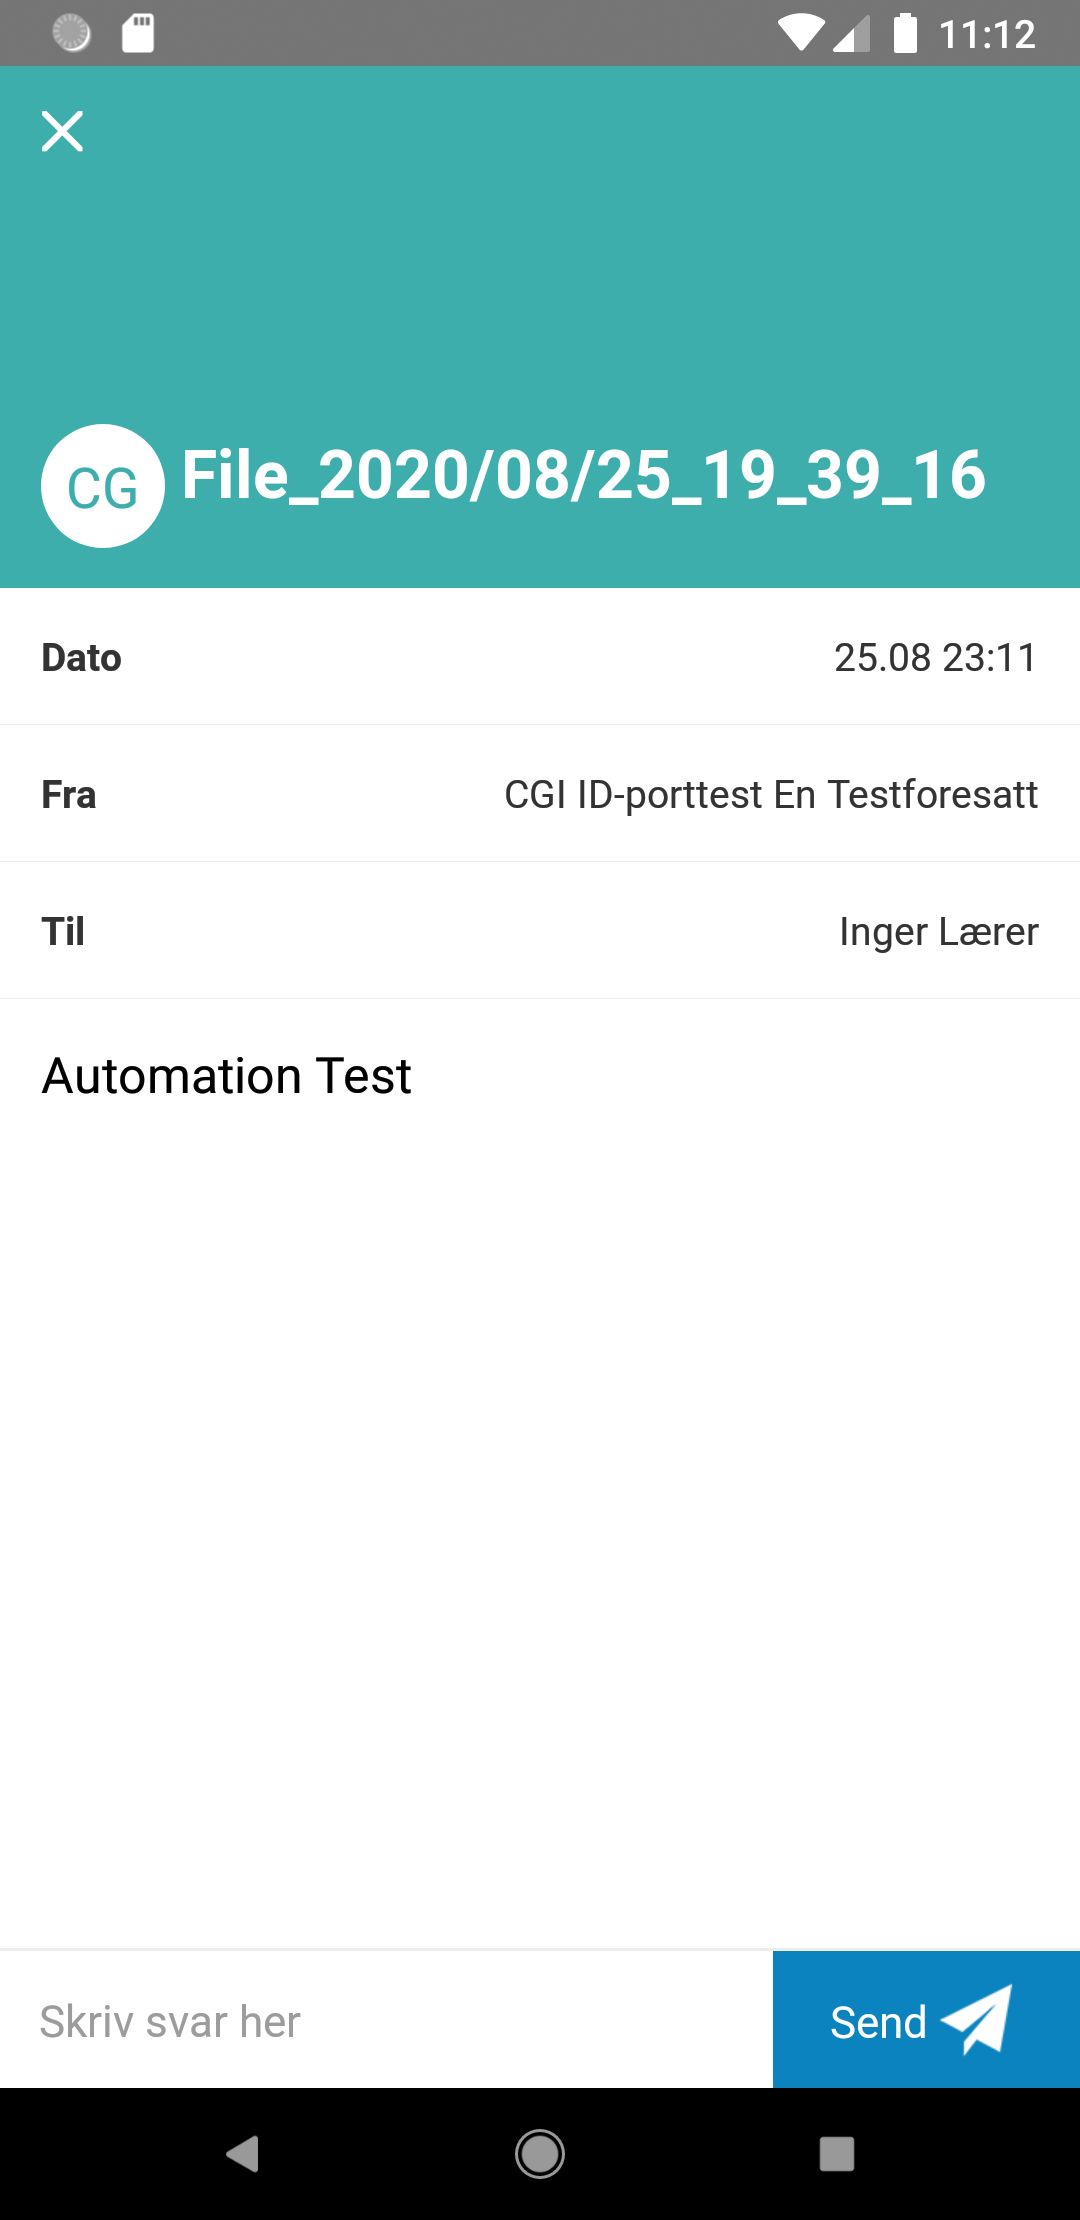 11:12
CG File_2020/08/25_19_39_16
Dato 25.08 23:11
Fra CGI ID-porttest En Testforesatt
Til Inger Lærer
Automation Test
Skriv svar her Send